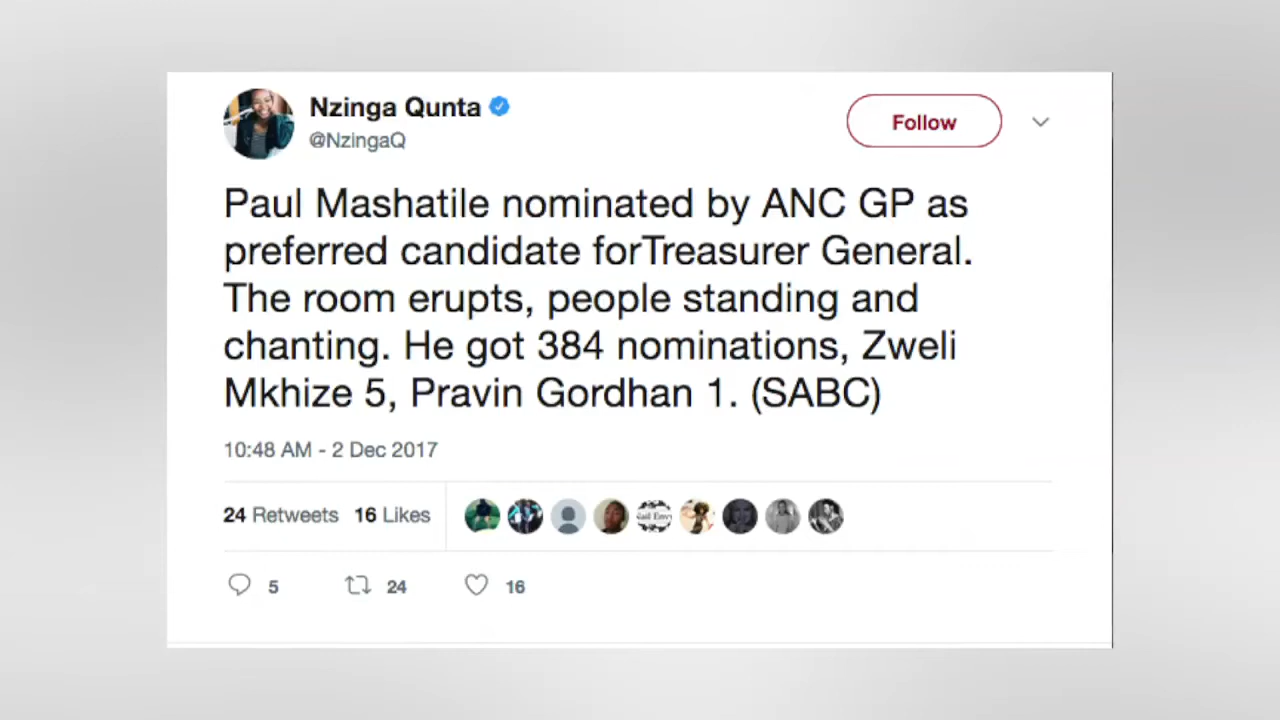 Nzinga Qunta
@NzingaQ
Follow
Paul Mashatile nominated by ANC GP as
preferred candidate forTreasurer General.
The room erupts, people standing and
chanting. He got 384 nominations, Zweli
Mkhize 5, Pravin Gordhan 1. (SABC)
10:48 AM - 2 Dec 2017
24 Retweets 16 Likes
5 24 16